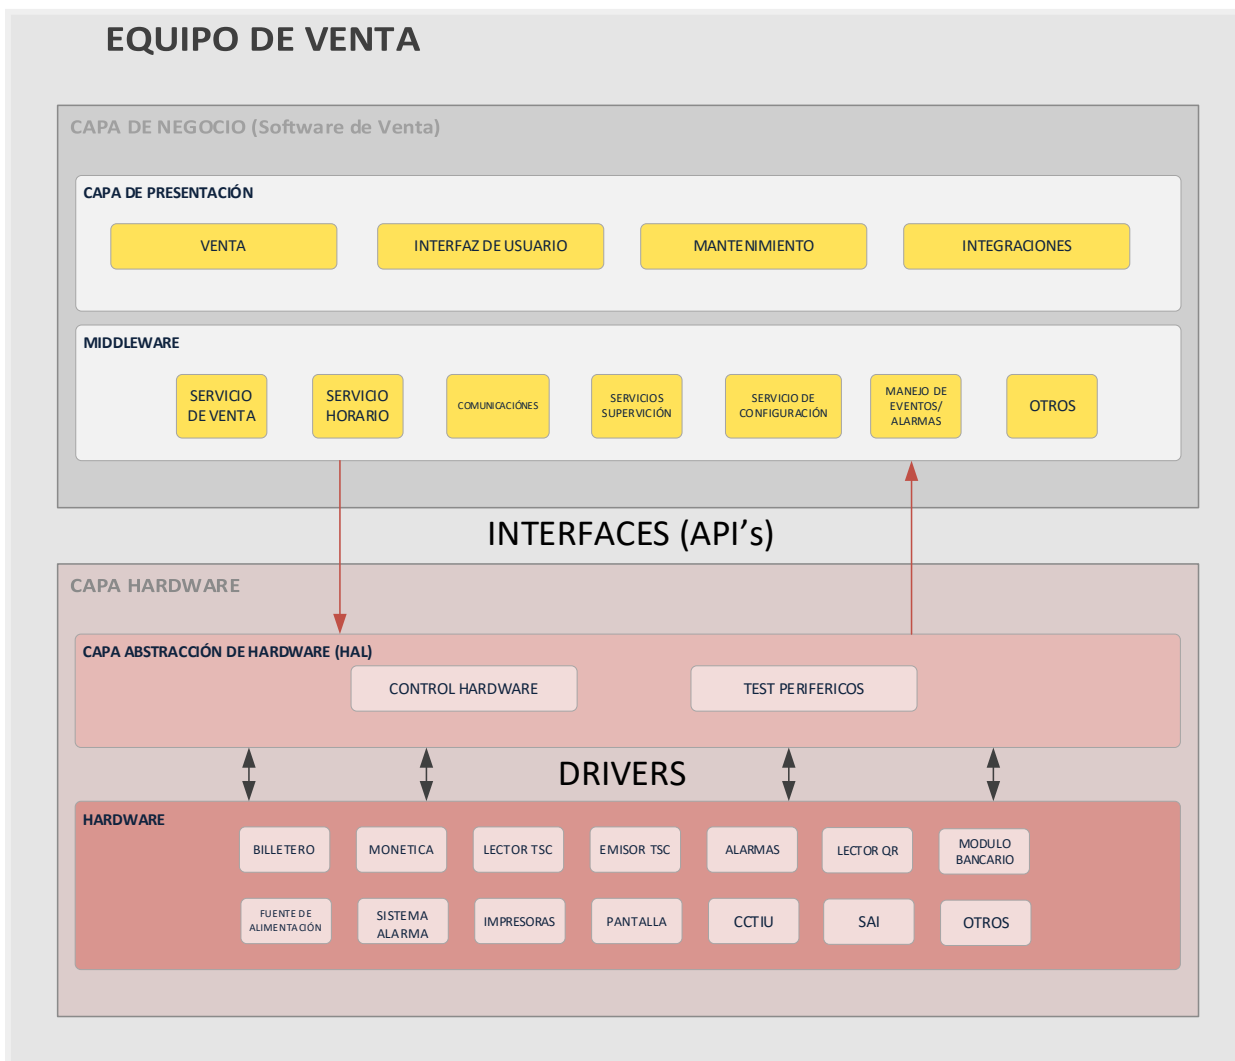 EQUIPO DE VENTA
CAPA DE NEGOCIO (Software de Venta)
CAPA DE PRESENTACIÓN
VENTA
INTERFAZ DE USUARIO
MANTENIMIENTO
INTEGRACIONES
MIDDLEWARE
SERVICIO
DE VENTA
SERVICIO
HORARIO
COMUNICACIÓNES
SERVICIOS
SUPERVICIÓN
SERVICIO DE
CONFIGURACIÓN
MANEJO DE
EVENTOS/
ALARMAS
OTROS
INTERFACES (API’s)
CAPA HARDWARE
CAPA ABSTRACCIÓN DE HARDWARE (HAL)
CONTROL HARDWARE
TEST PERIFERICOS
DRIVERS
HARDWARE
BILLETERO
MONETICA
LECTOR TSC
EMISOR TSC
ALARMAS
LECTOR QR
MODULO
BANCARIO
FUENTE DE
ALIMENTACIÓN
SISTEMA
ALARMA
IMPRESORAS
PANTALLA
CCTIU
SAI
OTROS